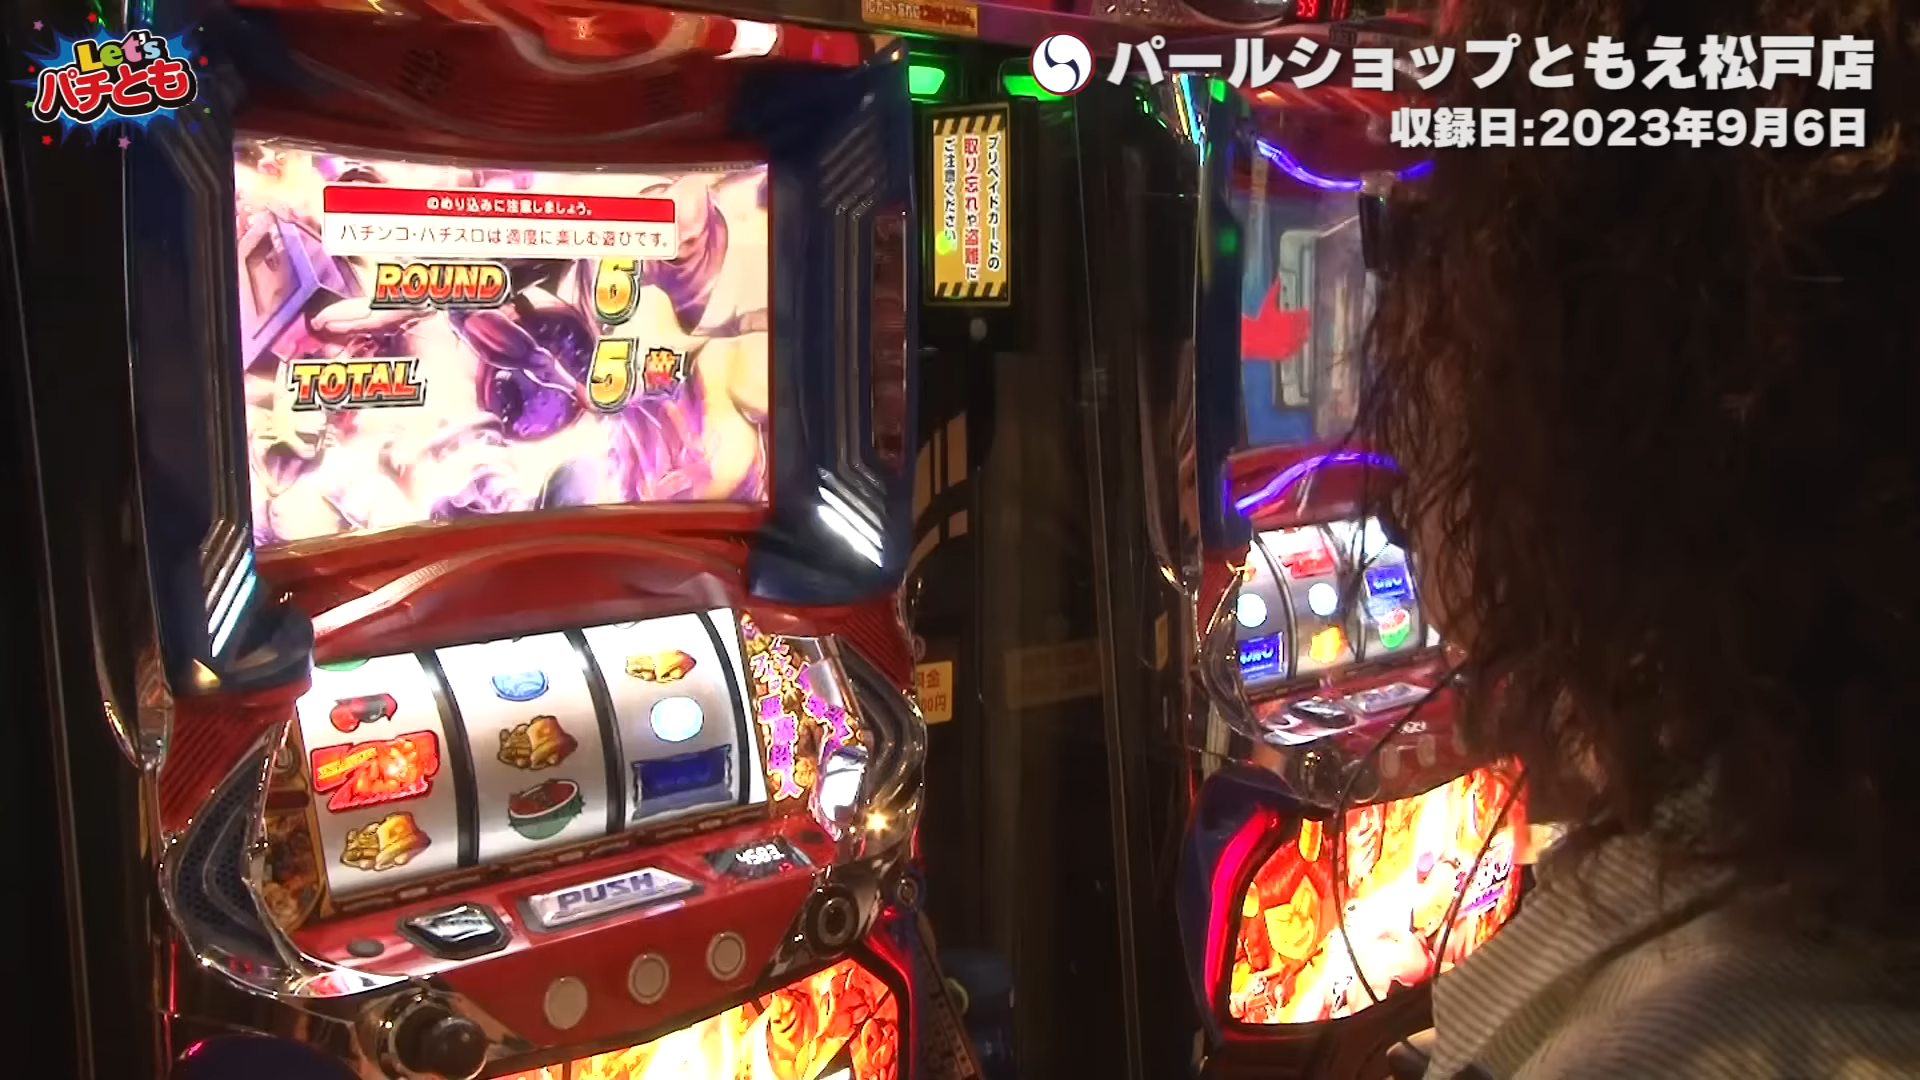 Let's
パチとも
パールショップともえ松戸店
収録日:2023年9月6日
のめり込みに注意しましょう。
パチンコ・パチスロは適度に楽しむ遊びです。
ROUND 6
TOTAL 5枚
プリペイドカードの
取り忘れや盗難に
ご注意ください
PUSH
4583